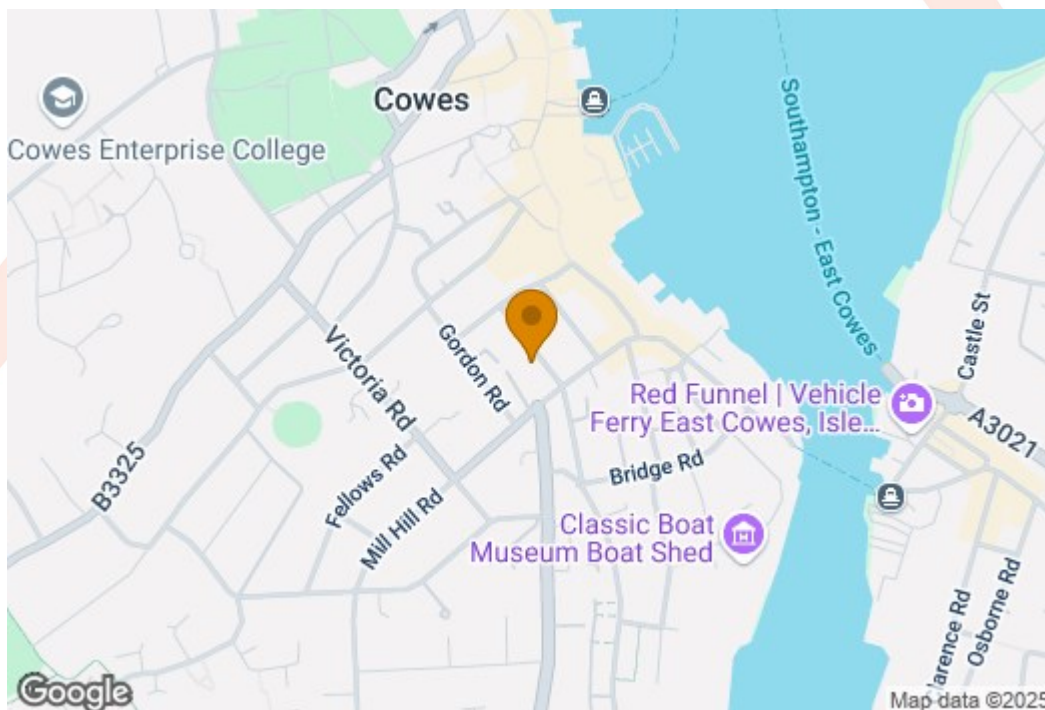 Cowes
Cowes Enterprise College
Southampton - East Cowes
Castle St
Gordon Rd
Victoria Rd
Red Funnel | Vehicle
Ferry East Cowes, Isle...
A3021
B3325
Fellows Rd
Bridge Rd
Mill Hill Rd
Classic Boat
Museum Boat Shed
Clarence Rd
Osborne Rd
Google
Map data ©2025